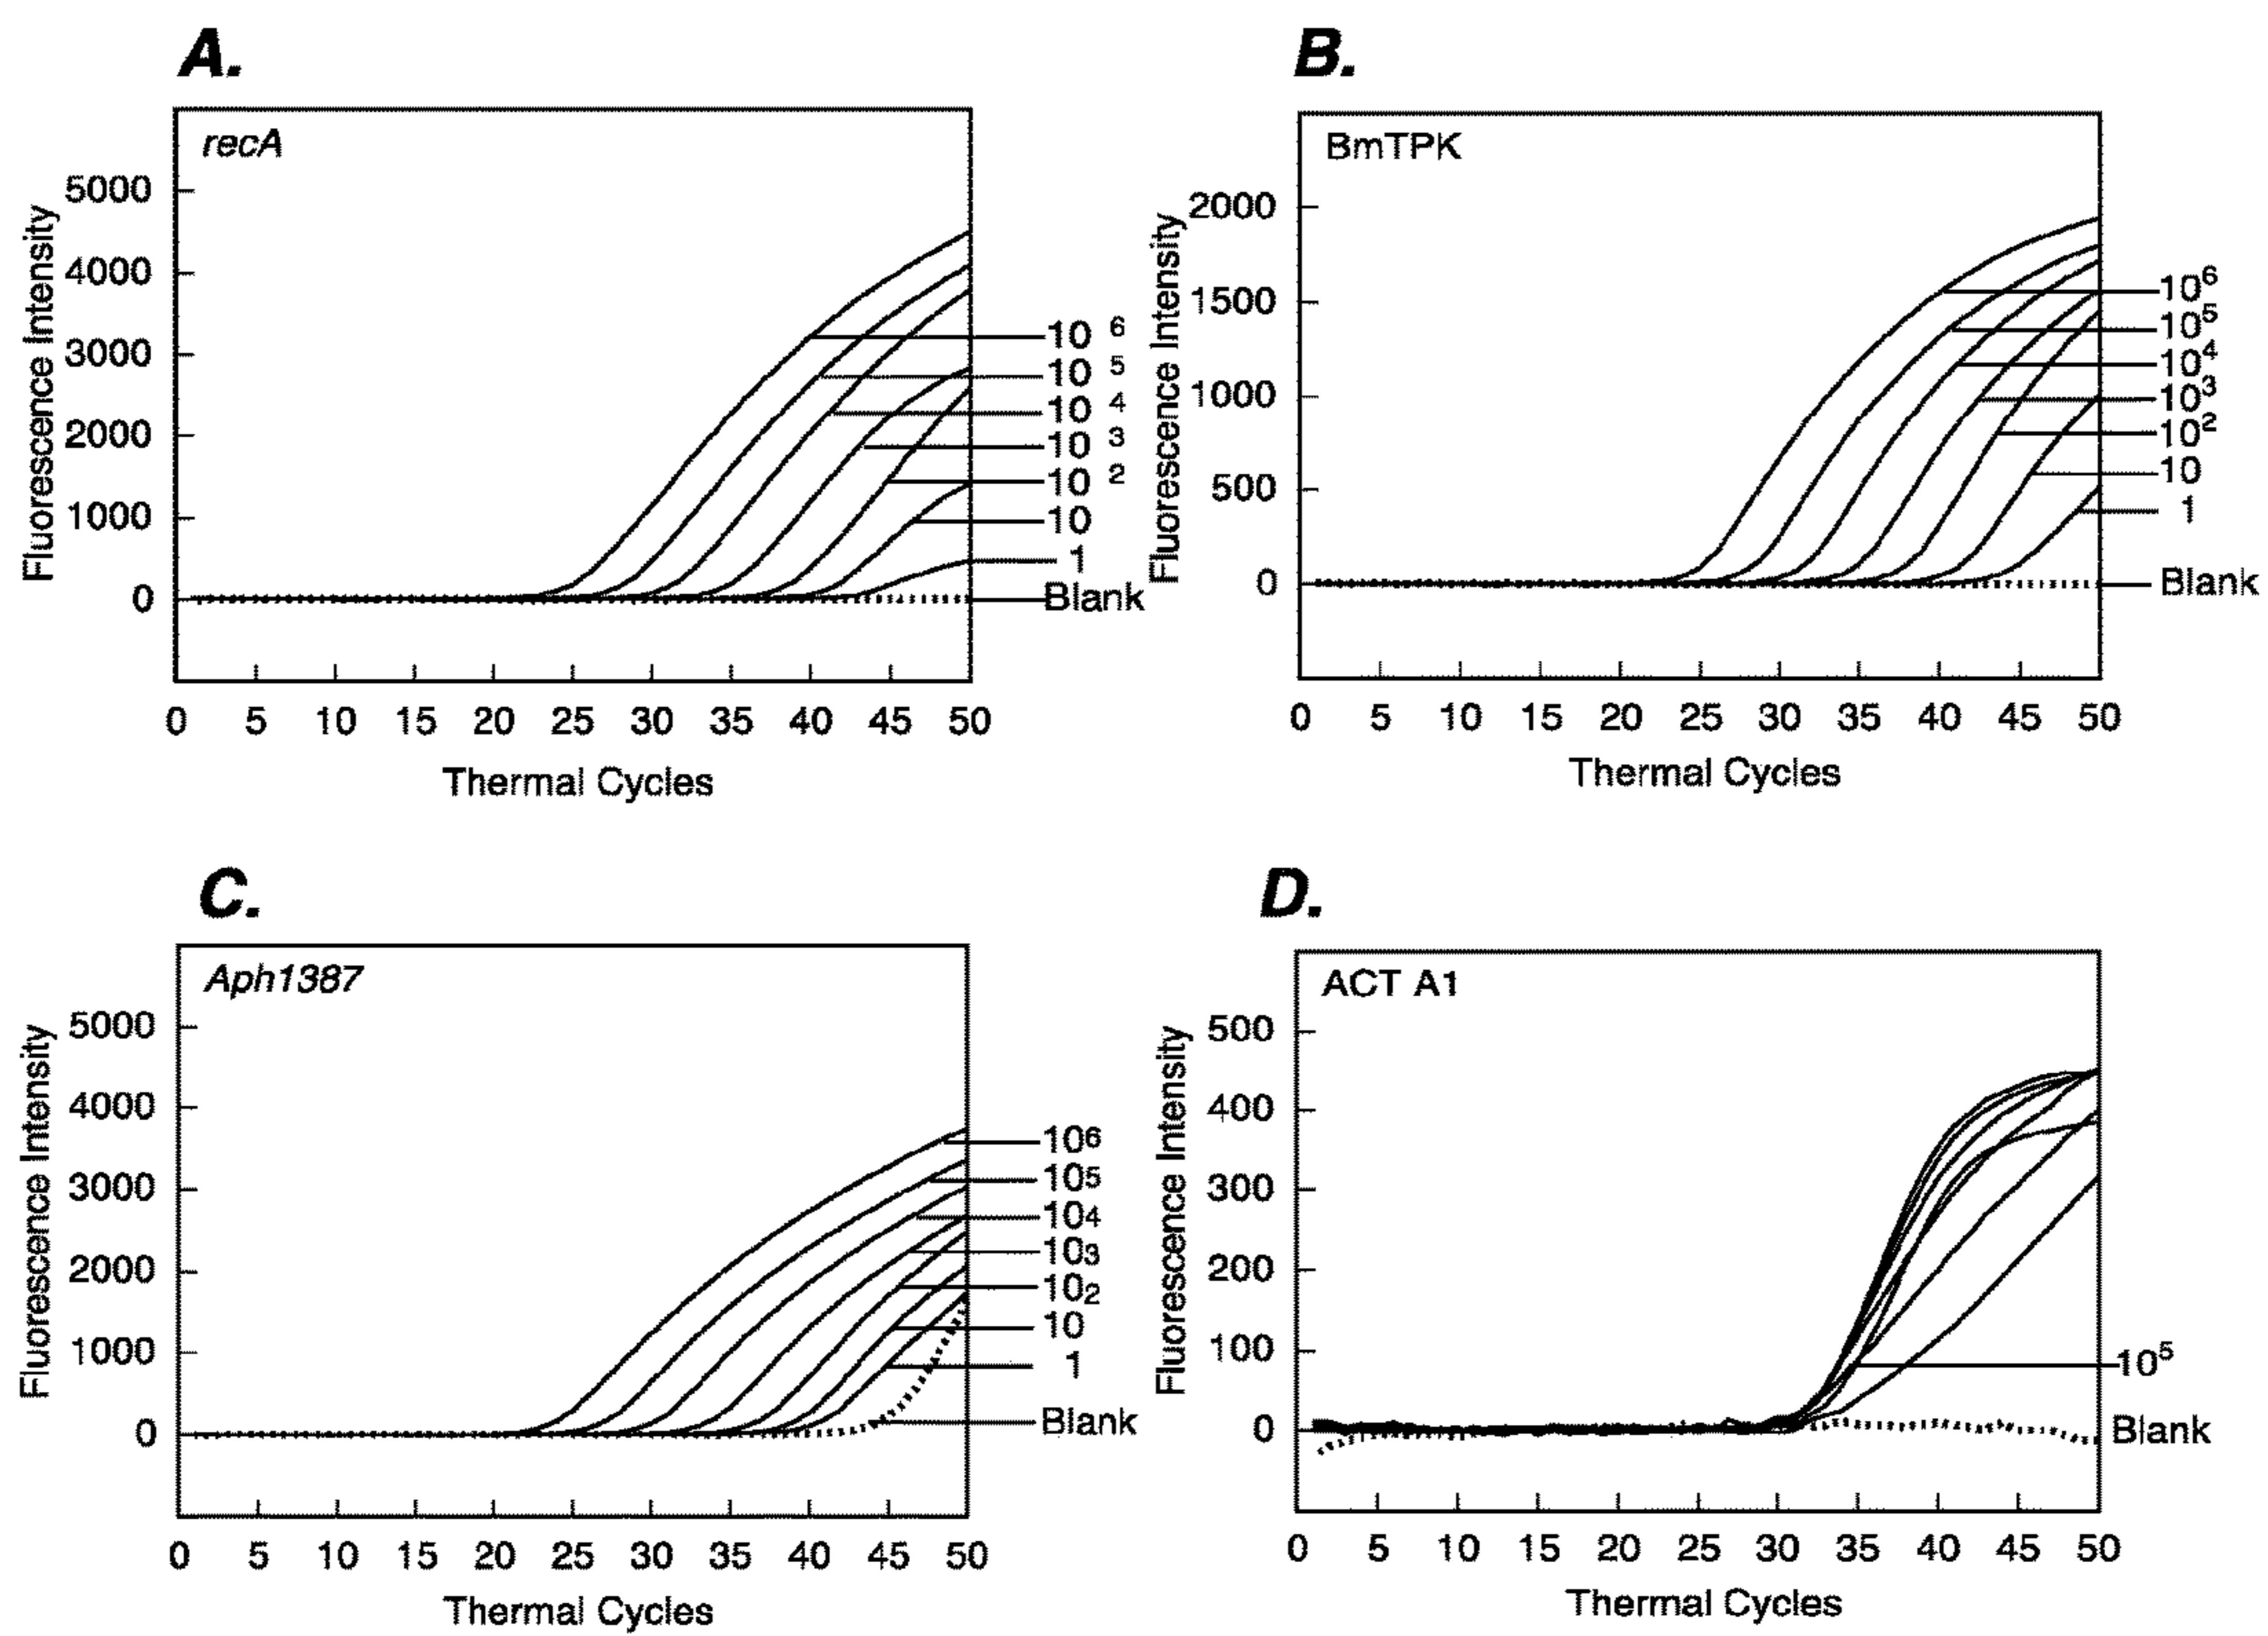 A.
recA
Fluorescence Intensity
5000
4000
3000
2000
1000
0
10 6
10 5
10 4
10 3
10 2
10
1
Blank
0 5 10 15 20 25 30 35 40 45 50
Thermal Cycles
B.
BmTPK
Fluorescence Intensity
2000
1500
1000
500
0
10⁶
10⁵
10⁴
10³
10²
10
1
Blank
0 5 10 15 20 25 30 35 40 45 50
Thermal Cycles
C.
Aph1387
Fluorescence Intensity
5000
4000
3000
2000
1000
0
106
105
104
103
10₂
10
1
Blank
0 5 10 15 20 25 30 35 40 45 50
Thermal Cycles
D.
ACT A1
Fluorescence Intensity
500
400
300
200
100
0
10⁵
Blank
0 5 10 15 20 25 30 35 40 45 50
Thermal Cycles